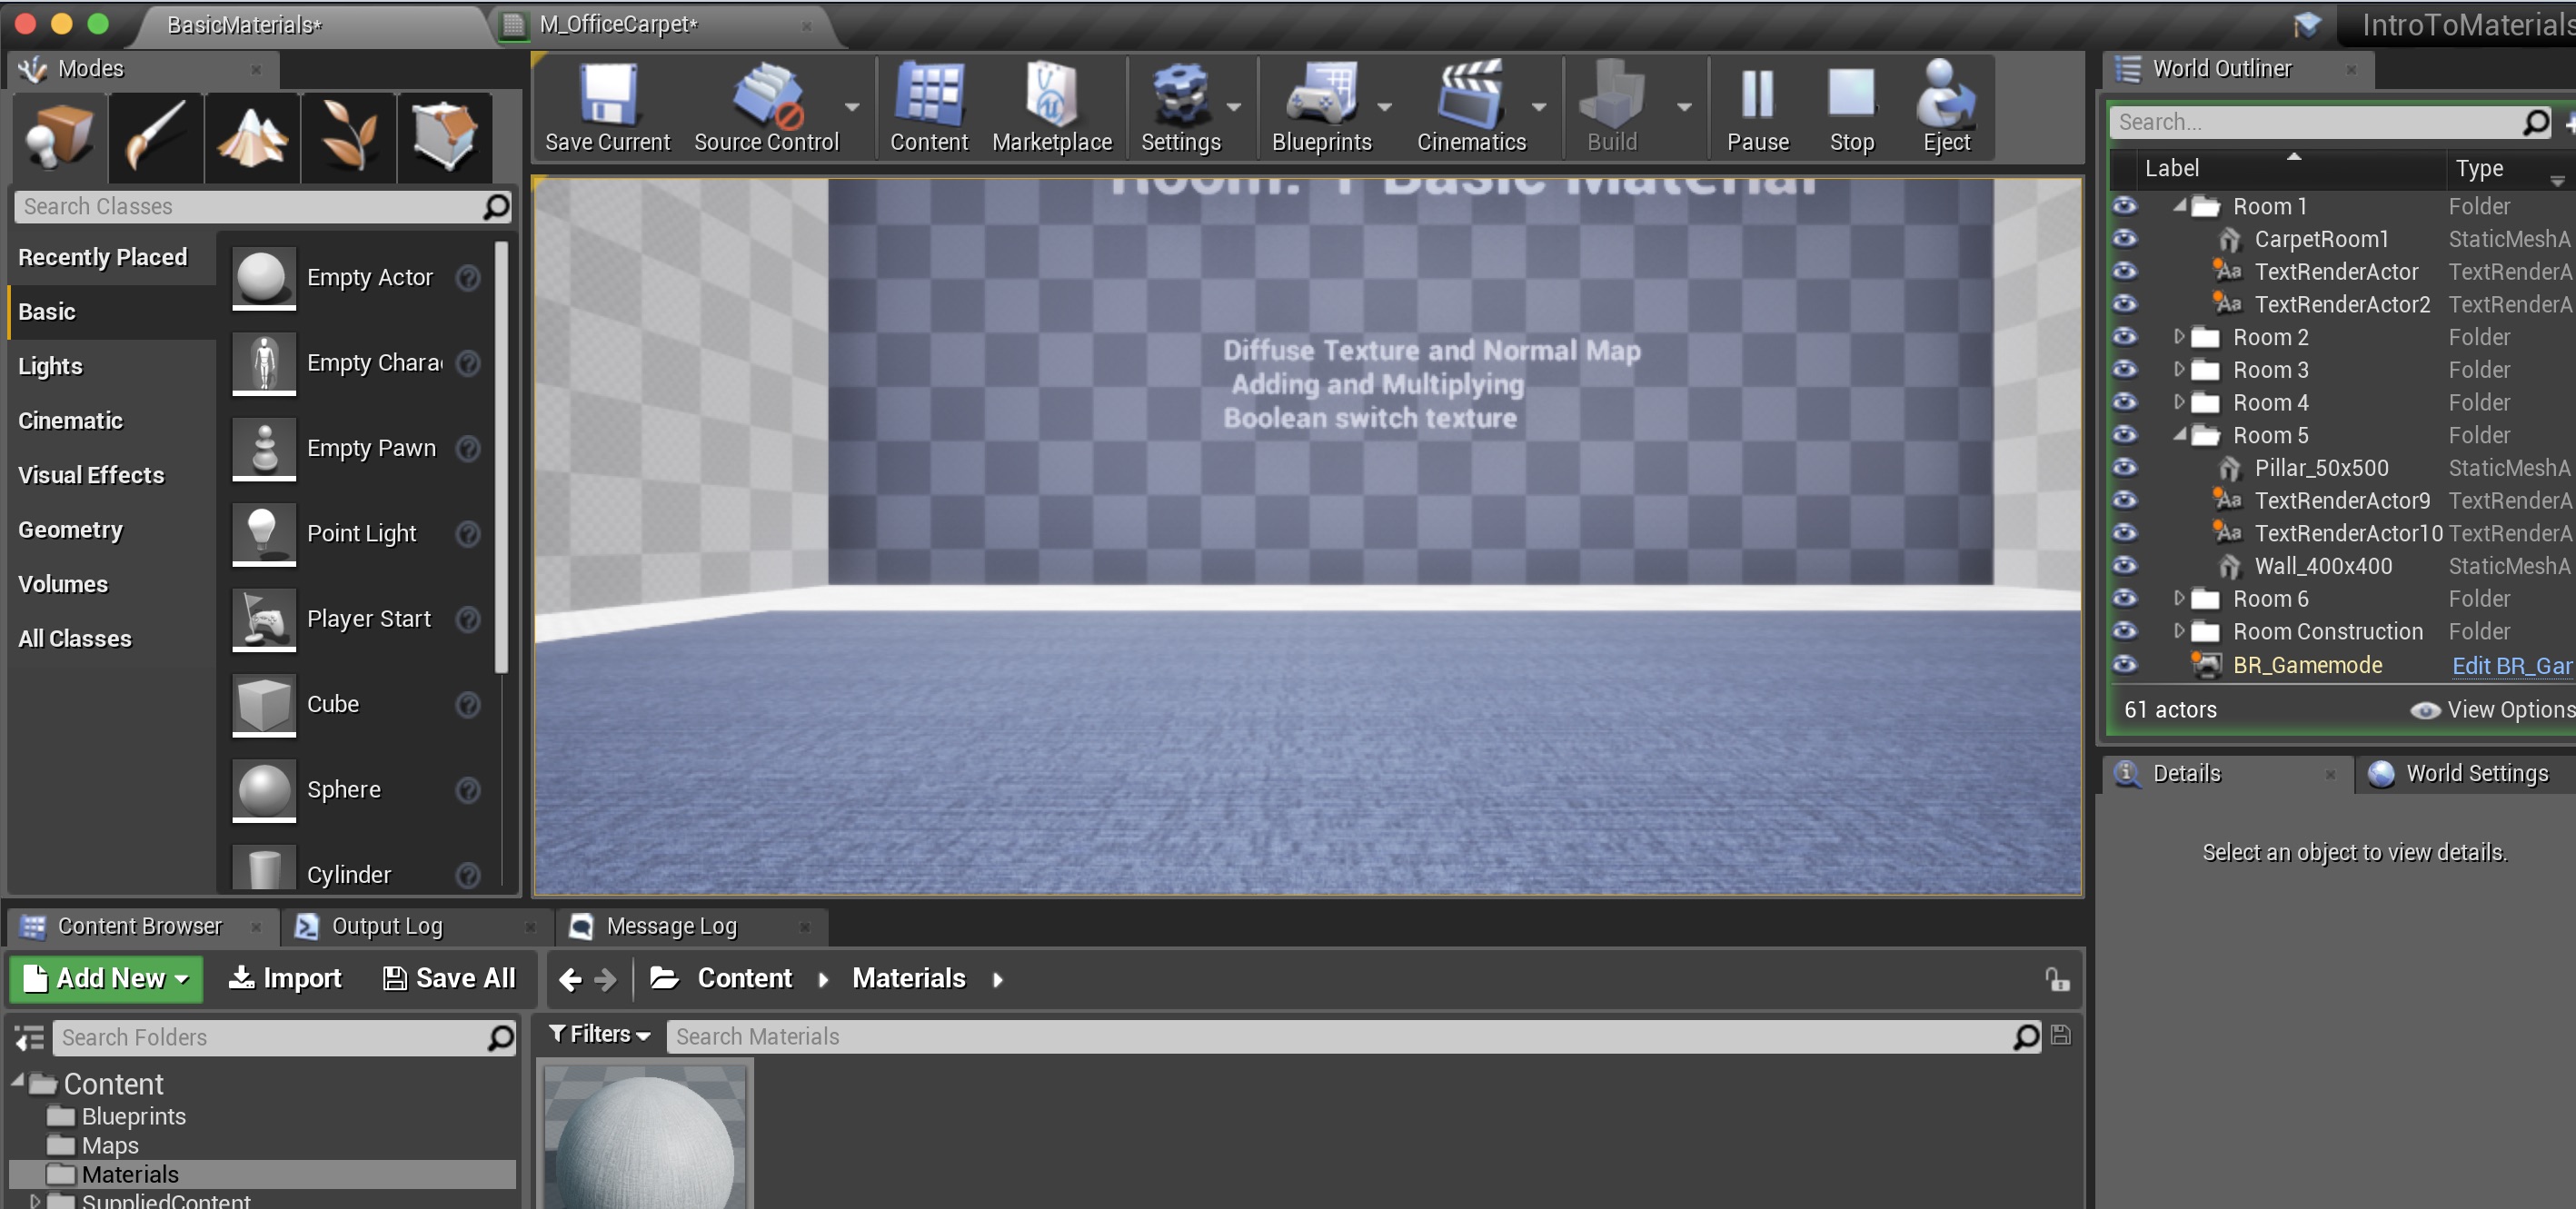 BasicMaterials*
M_OfficeCarpet*
IntroToMaterials
Modes
Save Current
Source Control
Content
Marketplace
Settings
Blueprints
Cinematics
Build
Pause
Stop
Eject
World Outliner
Search...
Label
Type
Search Classes
Recently Placed
Basic
Lights
Cinematic
Visual Effects
Geometry
Volumes
All Classes
Empty Actor
Empty Charac
Empty Pawn
Point Light
Player Start
Cube
Sphere
Cylinder
Room: 1 Basic Material
Diffuse Texture and Normal Map
Adding and Multiplying
Boolean switch texture
Room 1 Folder
CarpetRoom1 StaticMeshA
TextRenderActor TextRenderA
TextRenderActor2 TextRenderA
Room 2 Folder
Room 3 Folder
Room 4 Folder
Room 5 Folder
Pillar_50x500 StaticMeshA
TextRenderActor9 TextRenderA
TextRenderActor10 TextRenderA
Wall_400x400 StaticMeshA
Room 6 Folder
Room Construction Folder
BR_Gamemode Edit BR_Gar
61 actors
View Options
Details
World Settings
Select an object to view details.
Content Browser
Output Log
Message Log
Add New
Import
Save All
Content
Materials
Search Folders
Filters
Search Materials
Content
Blueprints
Maps
Materials
SuppliedContent